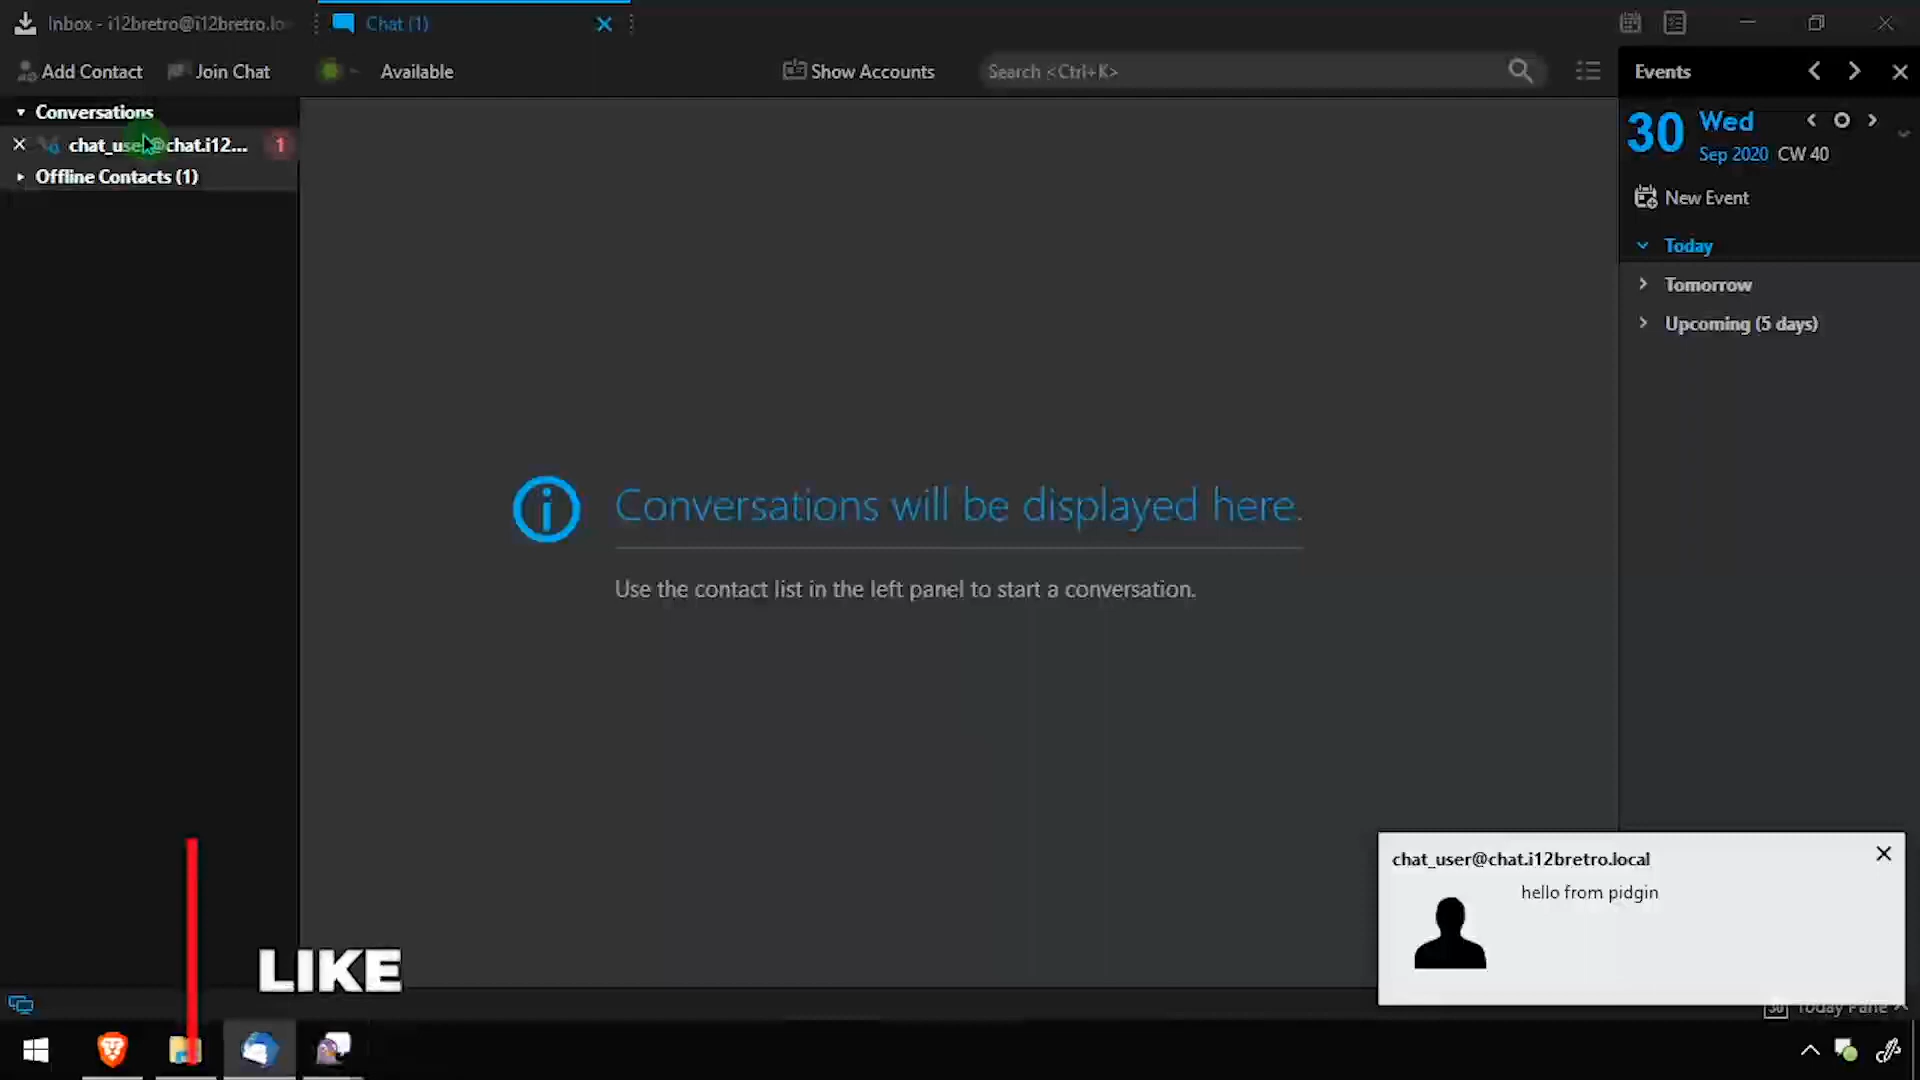 Inbox - i12bretro@i12bretro.lo
Chat (1)
Add Contact
Join Chat
Available
Show Accounts
Search <Ctrl+K>
Events
Conversations
chat_user@chat.i12...
1
Offline Contacts (1)
30
Wed
Sep 2020 CW 40
New Event
Today
Tomorrow
Upcoming (5 days)
Conversations will be displayed here.
Use the contact list in the left panel to start a conversation.
chat_user@chat.i12bretro.local
hello from pidgin
LIKE
30 Today Pane